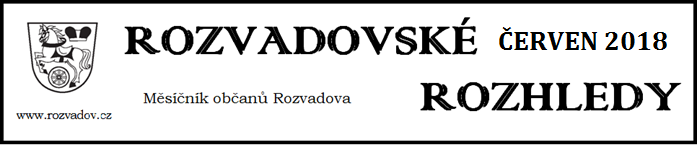 ROZVADOVSKÉ ČERVEN 2018
ROZHLEDY
Měsíčník občanů Rozvadova
www.rozvadov.cz